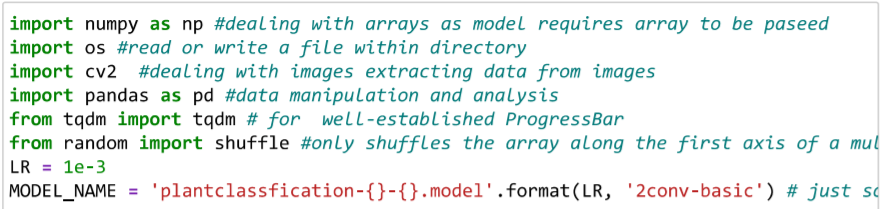 import numpy as np #dealing with arrays as model requires array to be paseed
import os #read or write a file within directory
import cv2  #dealing with images extracting data from images
import pandas as pd #data manipulation and analysis
from tqdm import tqdm # for  well-established ProgressBar
from random import shuffle #only shuffles the array along the first axis of a
LR = 1e-3
MODEL_NAME = 'plantclassfication-{}-{}.model'.format(LR, '2conv-basic') # just